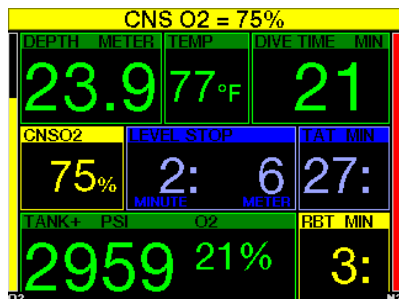 CNS O2 = 75%
DEPTH METER TEMP DIVE TIME MIN
23.9 77°F 21
CNSO2 LEVEL STOP TAT MIN
75% 2: 6 27:
MINUTE METER
TANK+ PSI O2 RBT MIN
2959 21% 3: